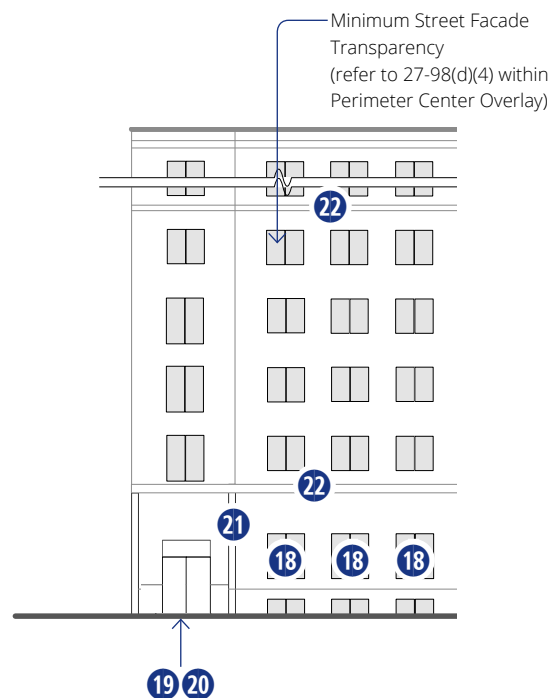 Minimum Street Facade
Transparency
(refer to 27-98(d)(4) within
Perimeter Center Overlay)
22
22
21
18 18 18
19 20